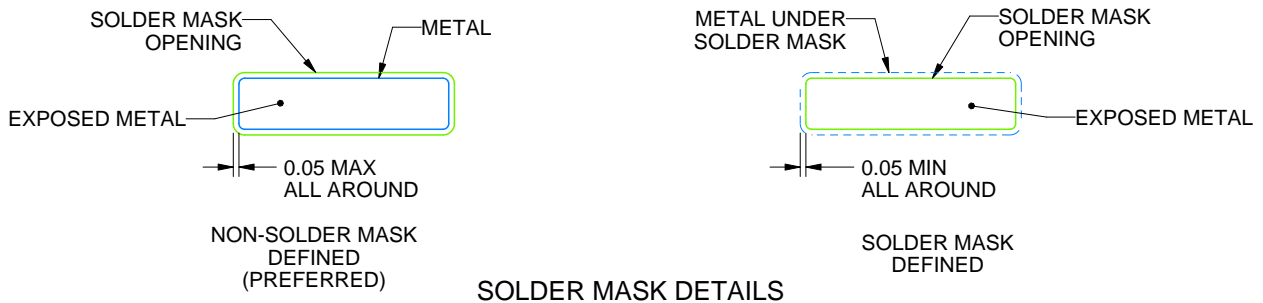 SOLDER MASK
OPENING
METAL
EXPOSED METAL
0.05 MAX
ALL AROUND
NON-SOLDER MASK
DEFINED
(PREFERRED)
METAL UNDER
SOLDER MASK
SOLDER MASK
OPENING
EXPOSED METAL
0.05 MIN
ALL AROUND
SOLDER MASK
DEFINED
SOLDER MASK DETAILS